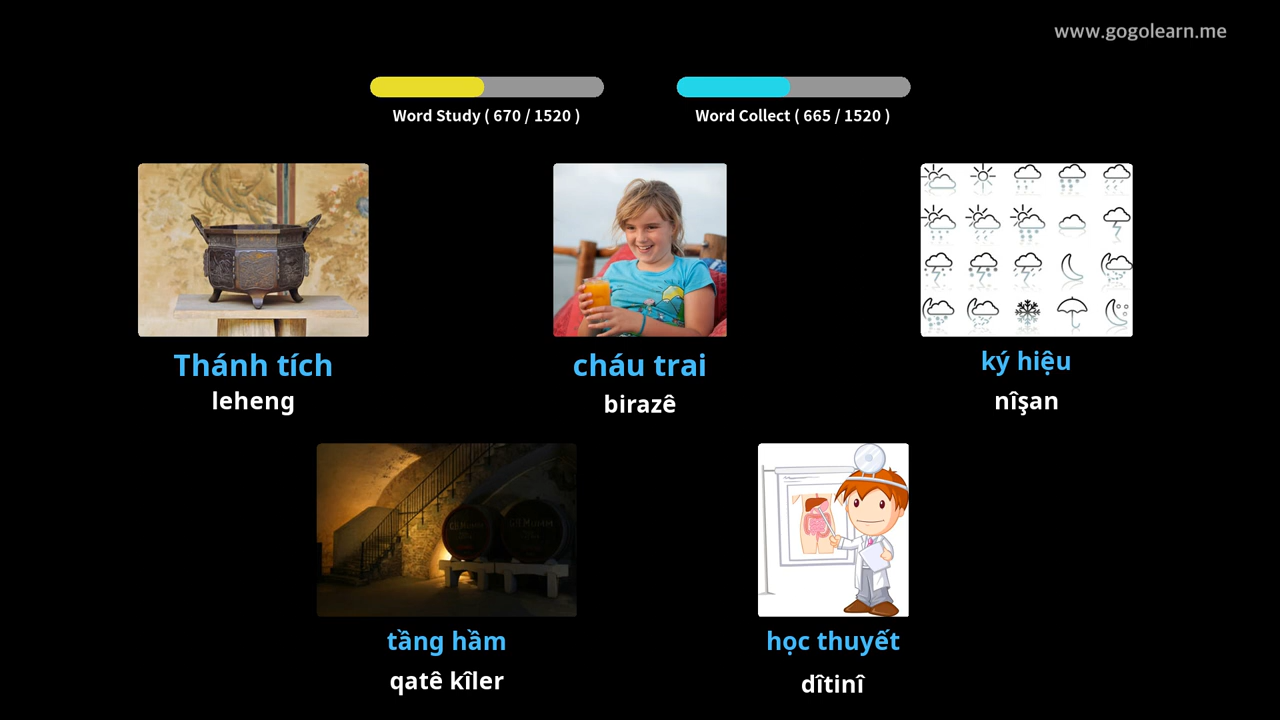 www.gogolearn.me
Word Study ( 670 / 1520 )
Word Collect ( 665 / 1520 )
Thánh tích
leheng
cháu trai
birazê
ký hiệu
nîşan
tầng hầm
qatê kîler
học thuyết
dîtinî